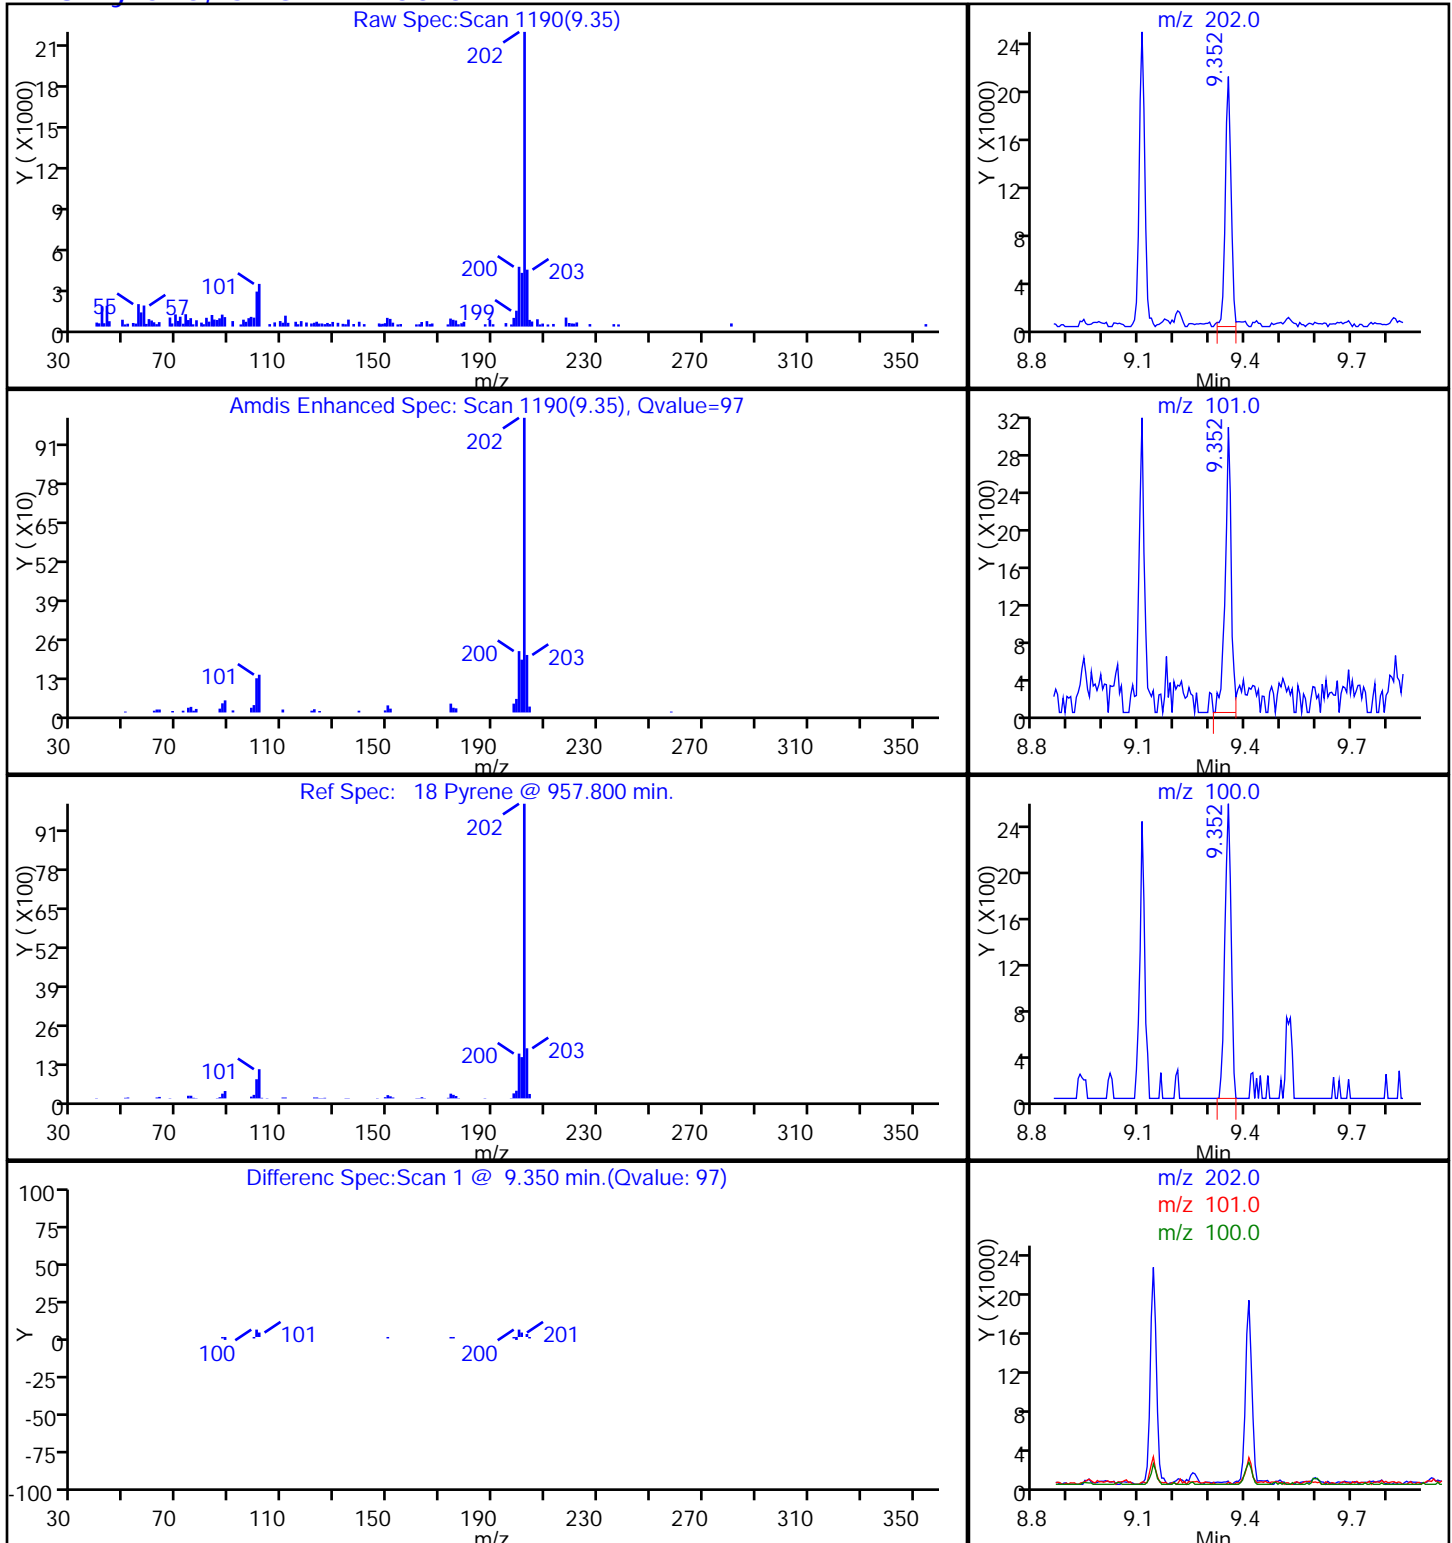 Raw Spec:Scan 1190(9.35)
Y ( X1000)
21
18
15
12
9
6
3
0
202
200
203
199
101
55
57
30 70 110 150 190 230 270 310 350
m/z
m/z 202.0
Y ( X1000)
24
20
16
12
8
4
0
9.352
8.8 9.1 9.4 9.7
Min
Amdis Enhanced Spec: Scan 1190(9.35), Qvalue=97
Y ( X10)
91
78
65
52
39
26
13
0
202
200
203
101
30 70 110 150 190 230 270 310 350
m/z
m/z 101.0
Y ( X100)
32
28
24
20
16
12
8
4
0
9.352
8.8 9.1 9.4 9.7
Min
Ref Spec: 18 Pyrene @ 957.800 min.
Y ( X100)
91
78
65
52
39
26
13
0
202
200
203
101
30 70 110 150 190 230 270 310 350
m/z
m/z 100.0
Y ( X100)
24
20
16
12
8
4
0
9.352
8.8 9.1 9.4 9.7
Min
Differenc Spec:Scan 1 @ 9.350 min.(Qvalue: 97)
Y
100
75
50
25
0
-25
-50
-75
-100
100
101
200
201
30 70 110 150 190 230 270 310 350
m/z
m/z 202.0
m/z 101.0
m/z 100.0
Y ( X1000)
24
20
16
12
8
4
0
8.8 9.1 9.4 9.7
Min